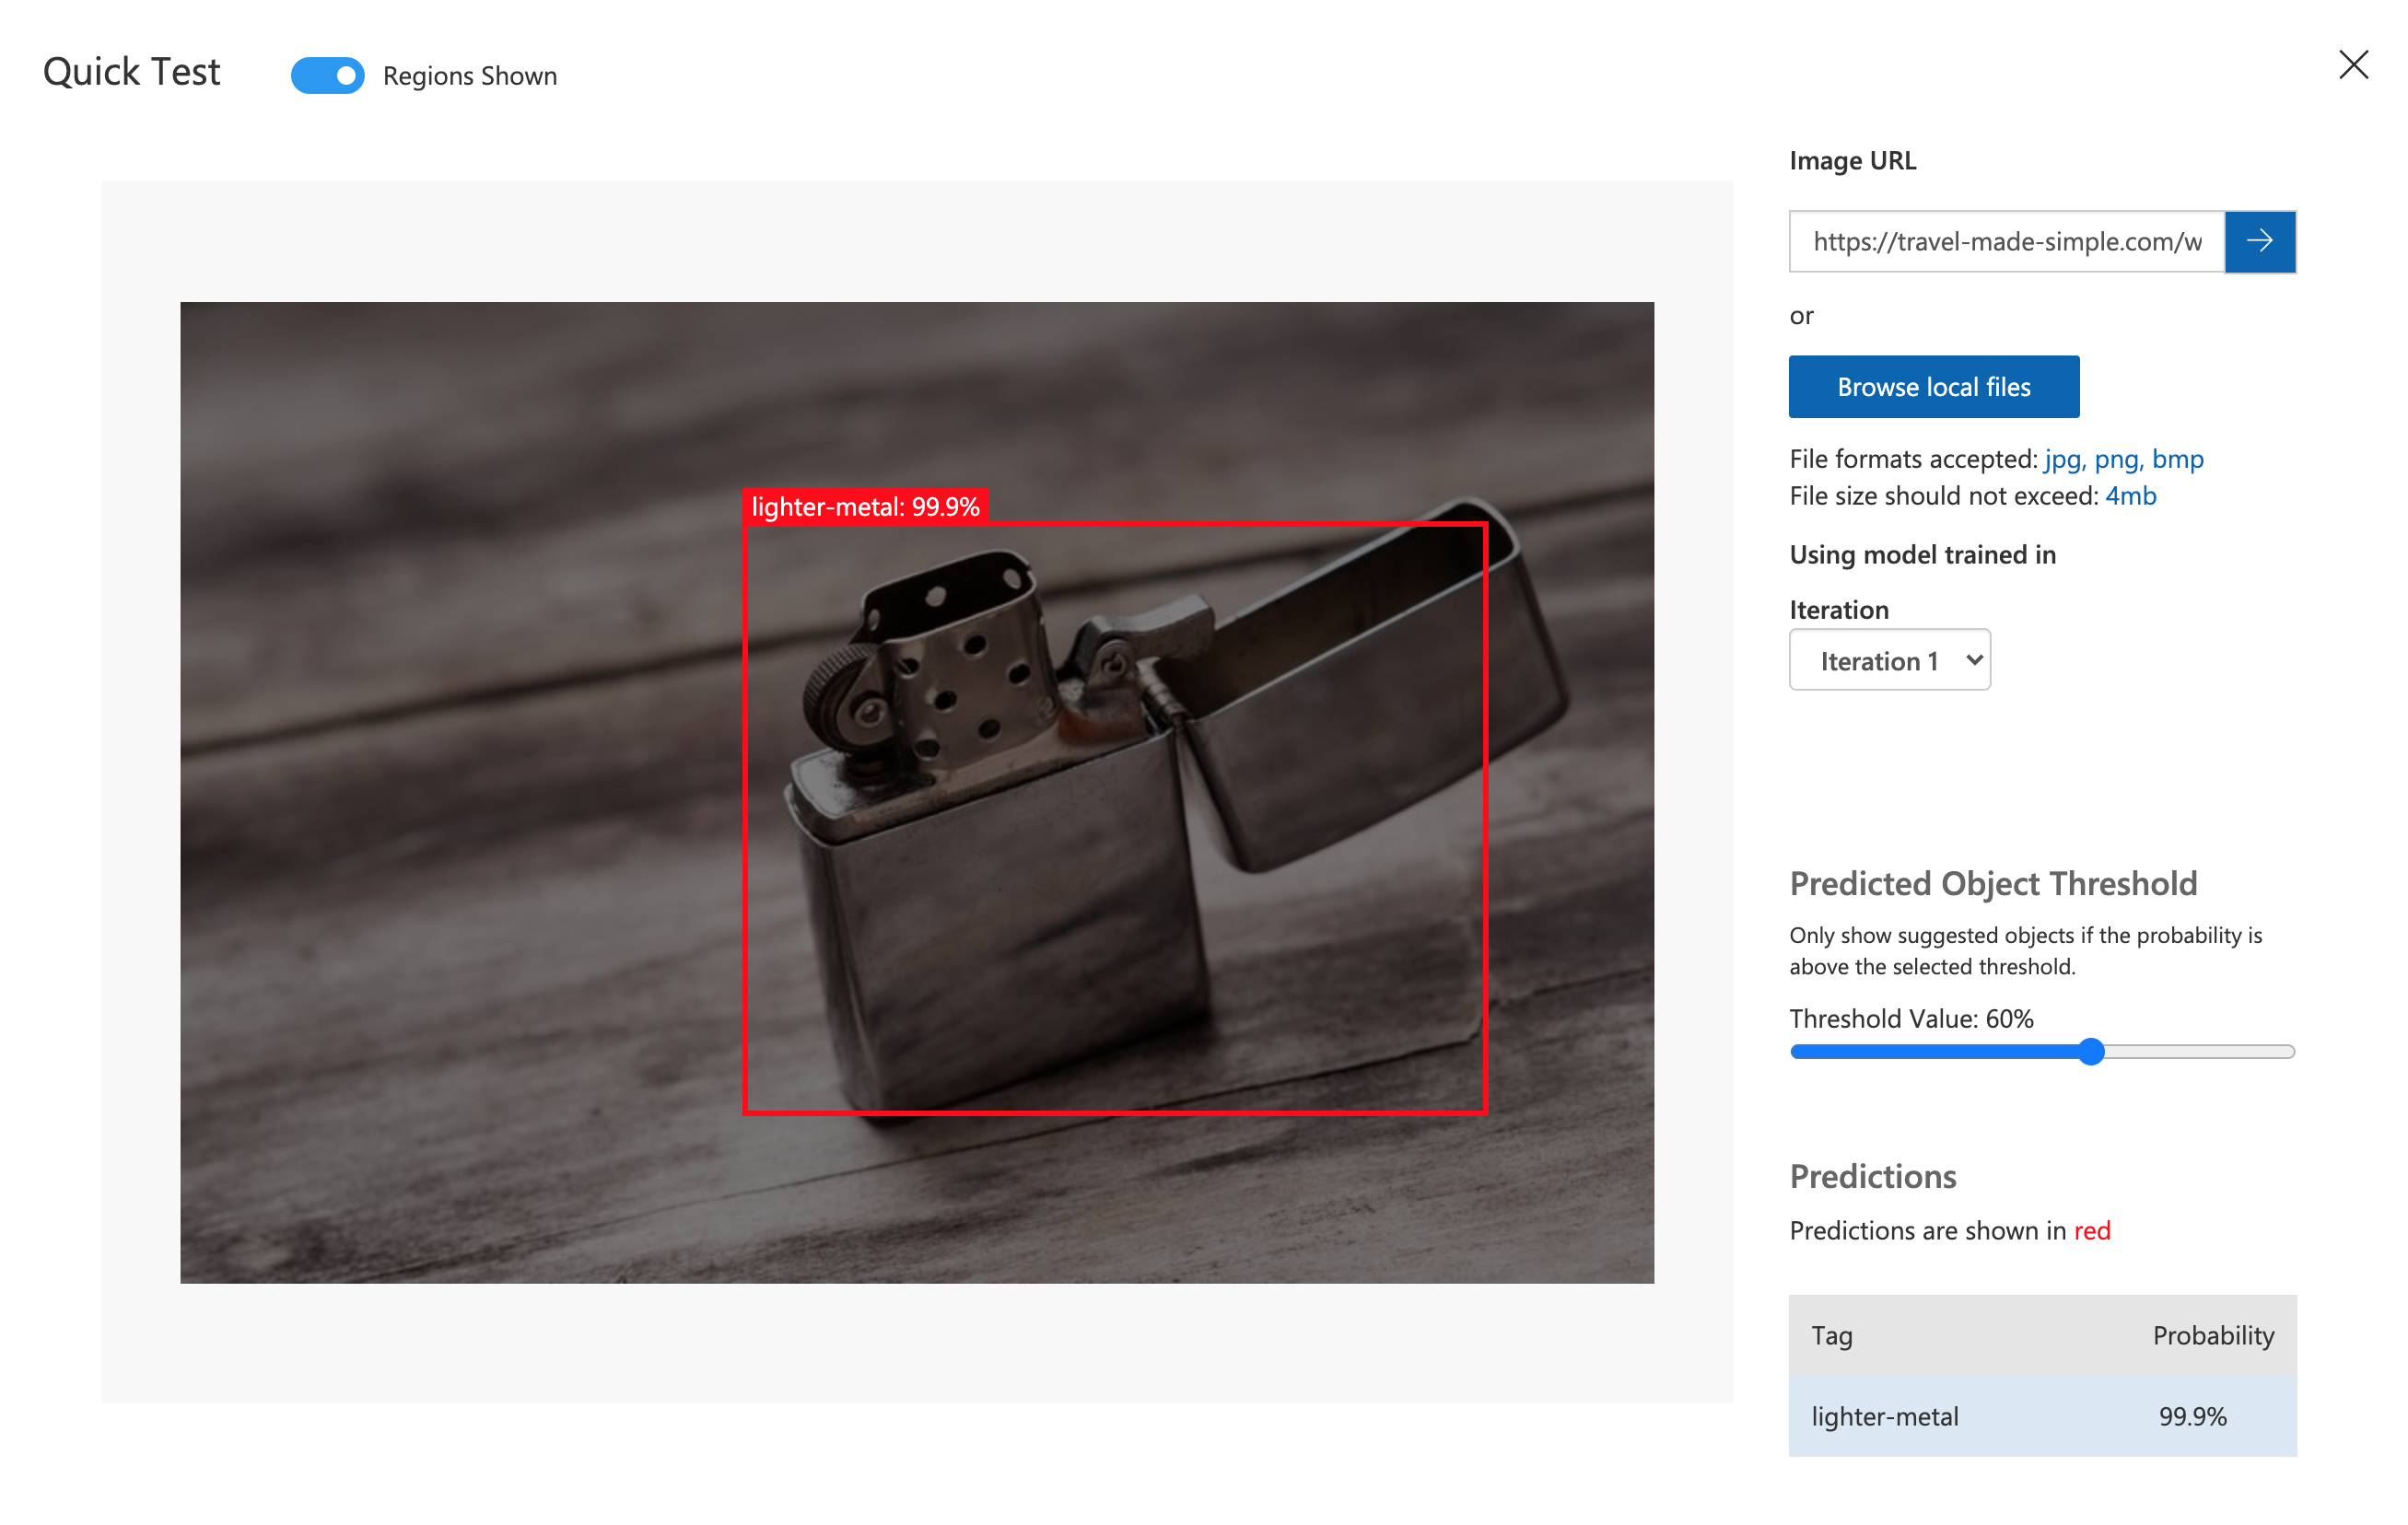 Quick Test
Regions Shown
lighter-metal: 99.9%
Image URL
https://travel-made-simple.com/w
or
Browse local files
File formats accepted: jpg, png, bmp
File size should not exceed: 4mb
Using model trained in
Iteration
Iteration 1
Predicted Object Threshold
Only show suggested objects if the probability is
above the selected threshold.
Threshold Value: 60%
Predictions
Predictions are shown in red
Tag Probability
lighter-metal 99.9%